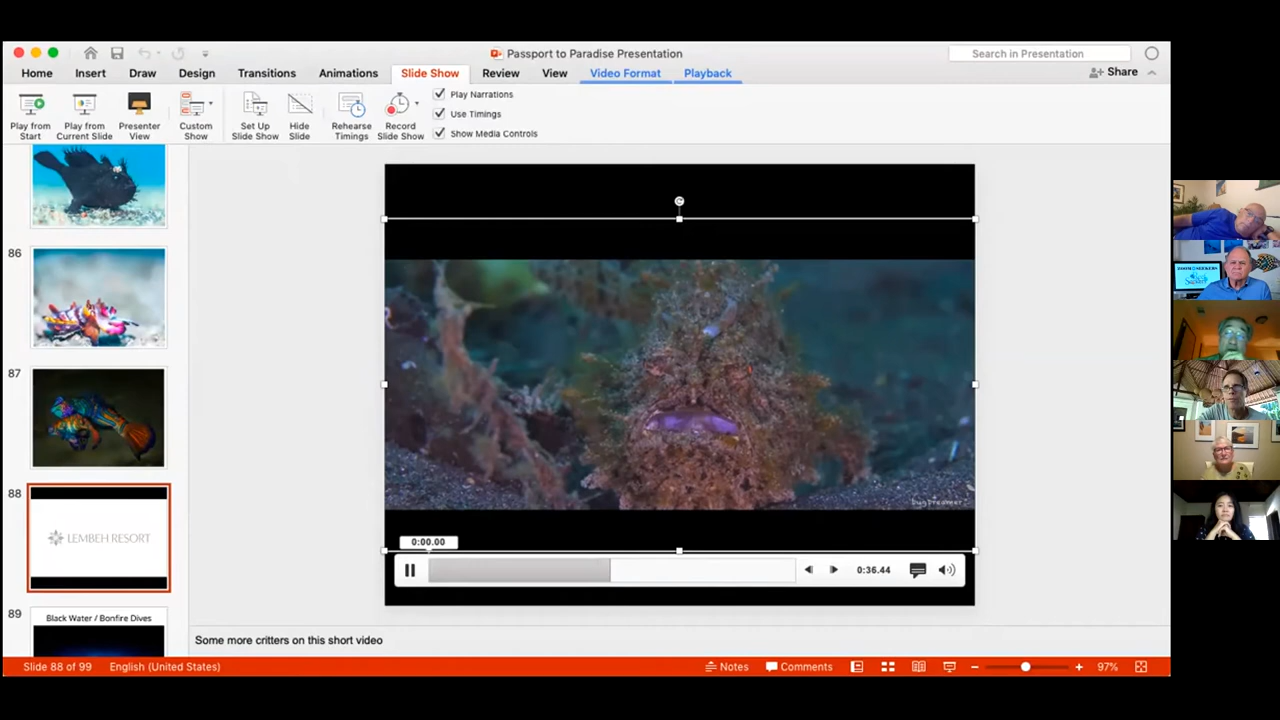 Passport to Paradise Presentation
Search in Presentation
Home Insert Draw Design Transitions Animations Slide Show Review View Video Format Playback
Share
Play from Start
Play from Current Slide
Presenter View
Custom Show
Set Up Slide Show
Hide Slide
Rehearse Timings
Record Slide Show
Play Narrations
Use Timings
Show Media Controls
86
87
88
LEMBEH RESORT
89
Black Water / Bonfire Dives
0:00.00
0:36.44
Some more critters on this short video
Slide 88 of 99
English (United States)
Notes
Comments
97%